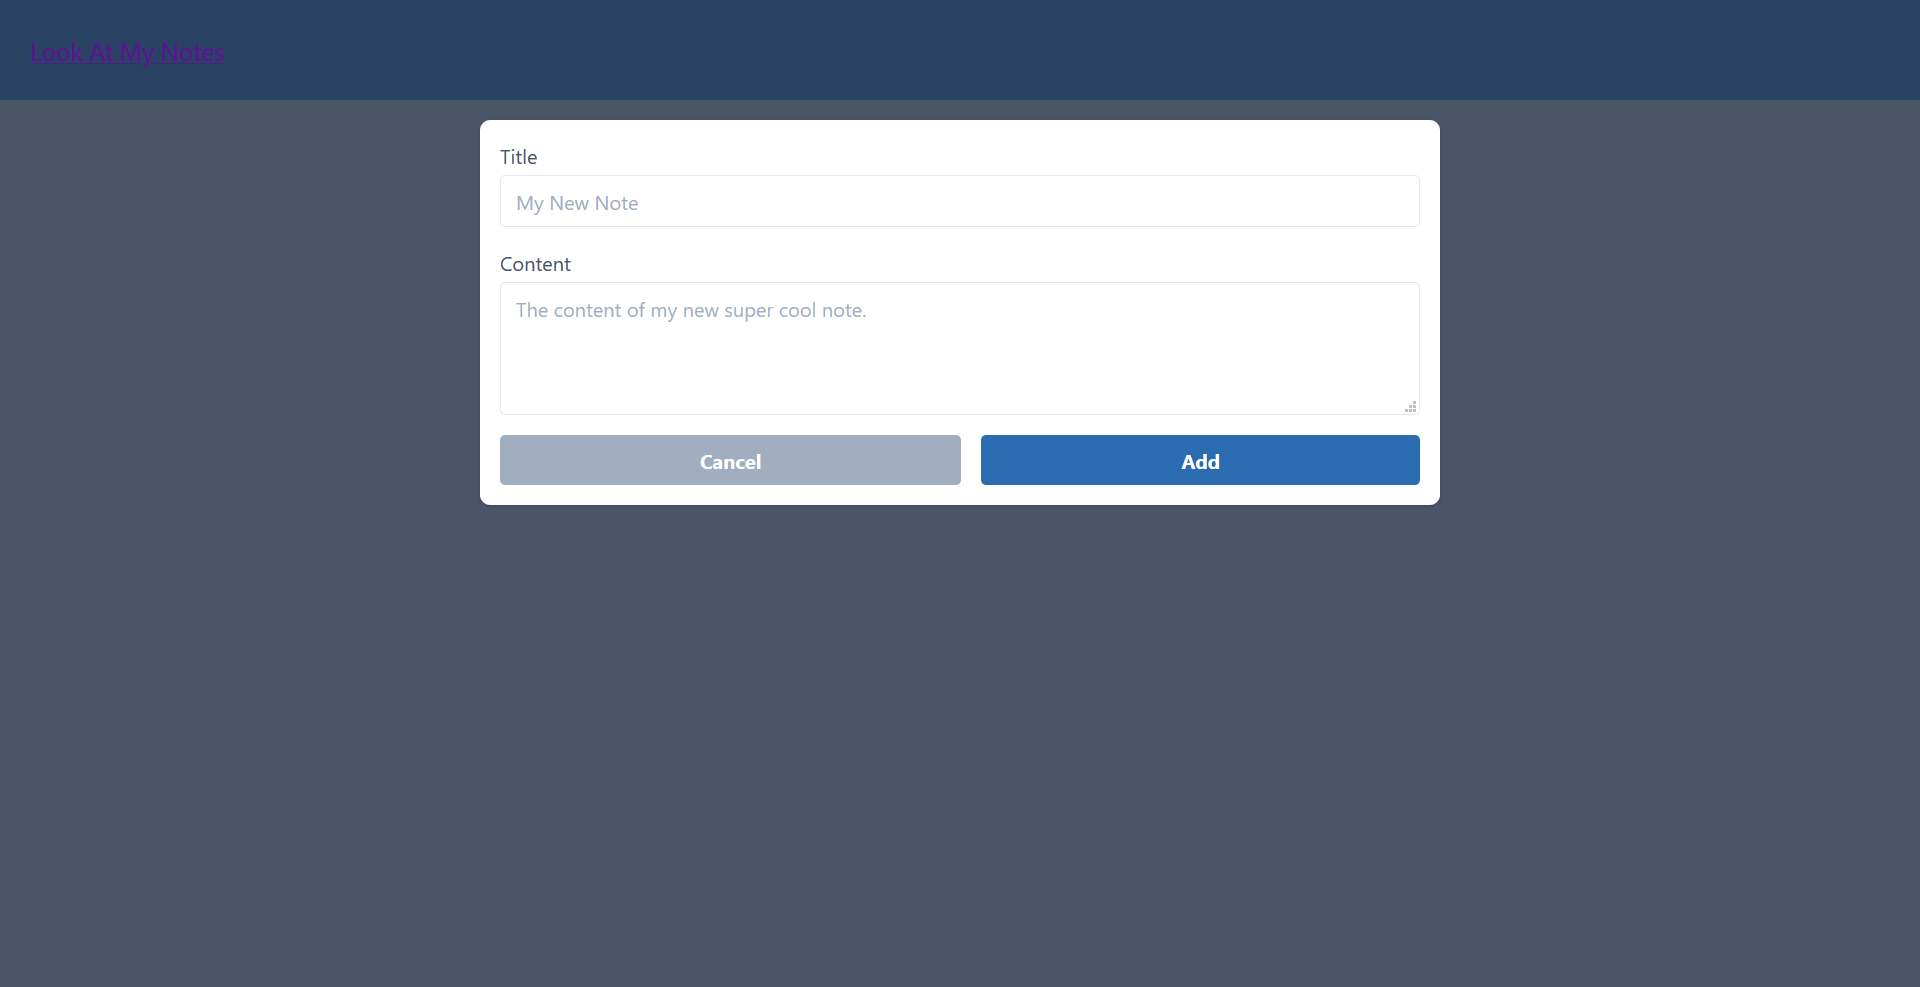 Look At My Notes
Title
My New Note
Content
The content of my new super cool note.
Cancel
Add